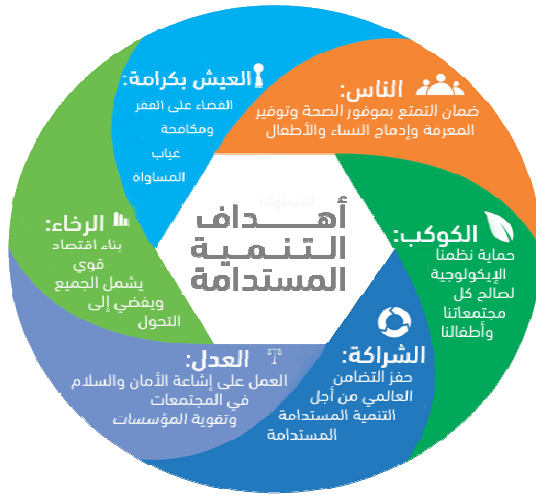 العيش بكرامة:
القضاء على الفقر
ومكافحة
غياب
المساواة
الناس:
ضمان التمتع بموفور الصحة وتوفير
المعرفة وإدماج النساء والأطفال
الكوكب:
حماية نظمنا
الإيكولوجية
لصالح كل
مجتمعاتنا
وأطفالنا
الشراكة:
حفز التضامن
العالمي من أجل
التنمية المستدامة
المستدامة
العدل:
العمل على إشاعة الأمان والسلام
في المجتمعات
وتقوية المؤسسات
الرخاء:
بناء اقتصاد
قوي
يشمل الجميع
ويفضي إلى
التحول
أهداف
التنمية
المستدامة
المساواة